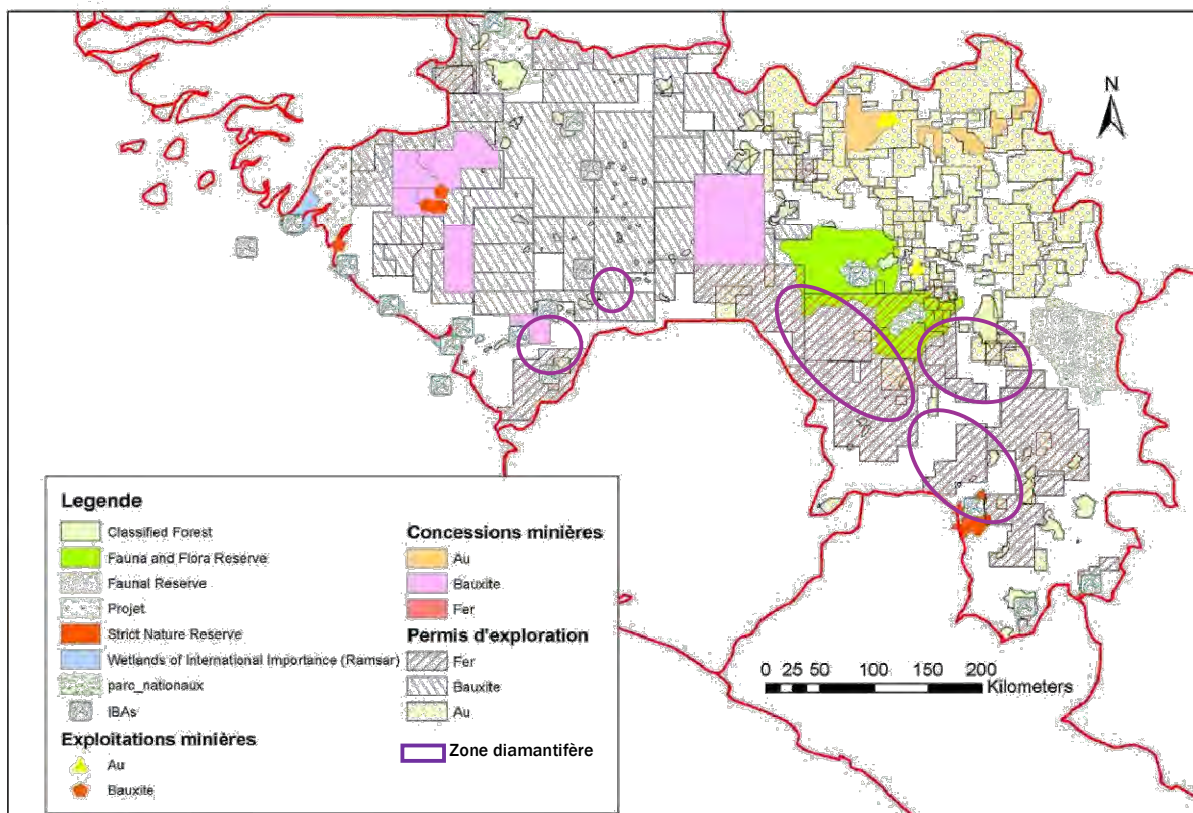 N
Legende
Classified Forest
Fauna and Flora Reserve
Faunal Reserve
Projet
Strict Nature Reserve
Wetlands of International Importance (Ramsar)
parc_nationaux
IBAs
Exploitations minières
Au
Bauxite
Concessions minières
Au
Bauxite
Fer
Permis d'exploration
Fer
Bauxite
Au
Zone diamantifère
0 25 50 100 150 200
Kilometers